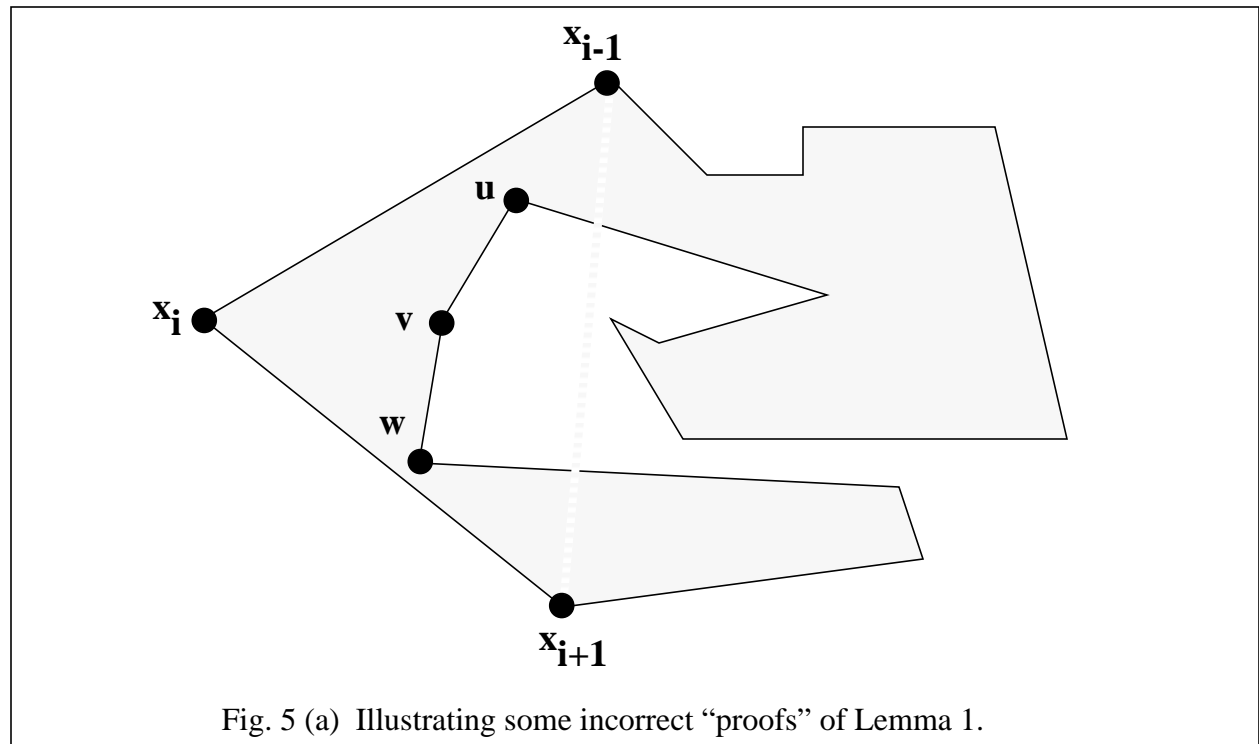 x_{i-1}
u
x_i
v
w
x_{i+1}
Fig. 5 (a) Illustrating some incorrect “proofs” of Lemma 1.